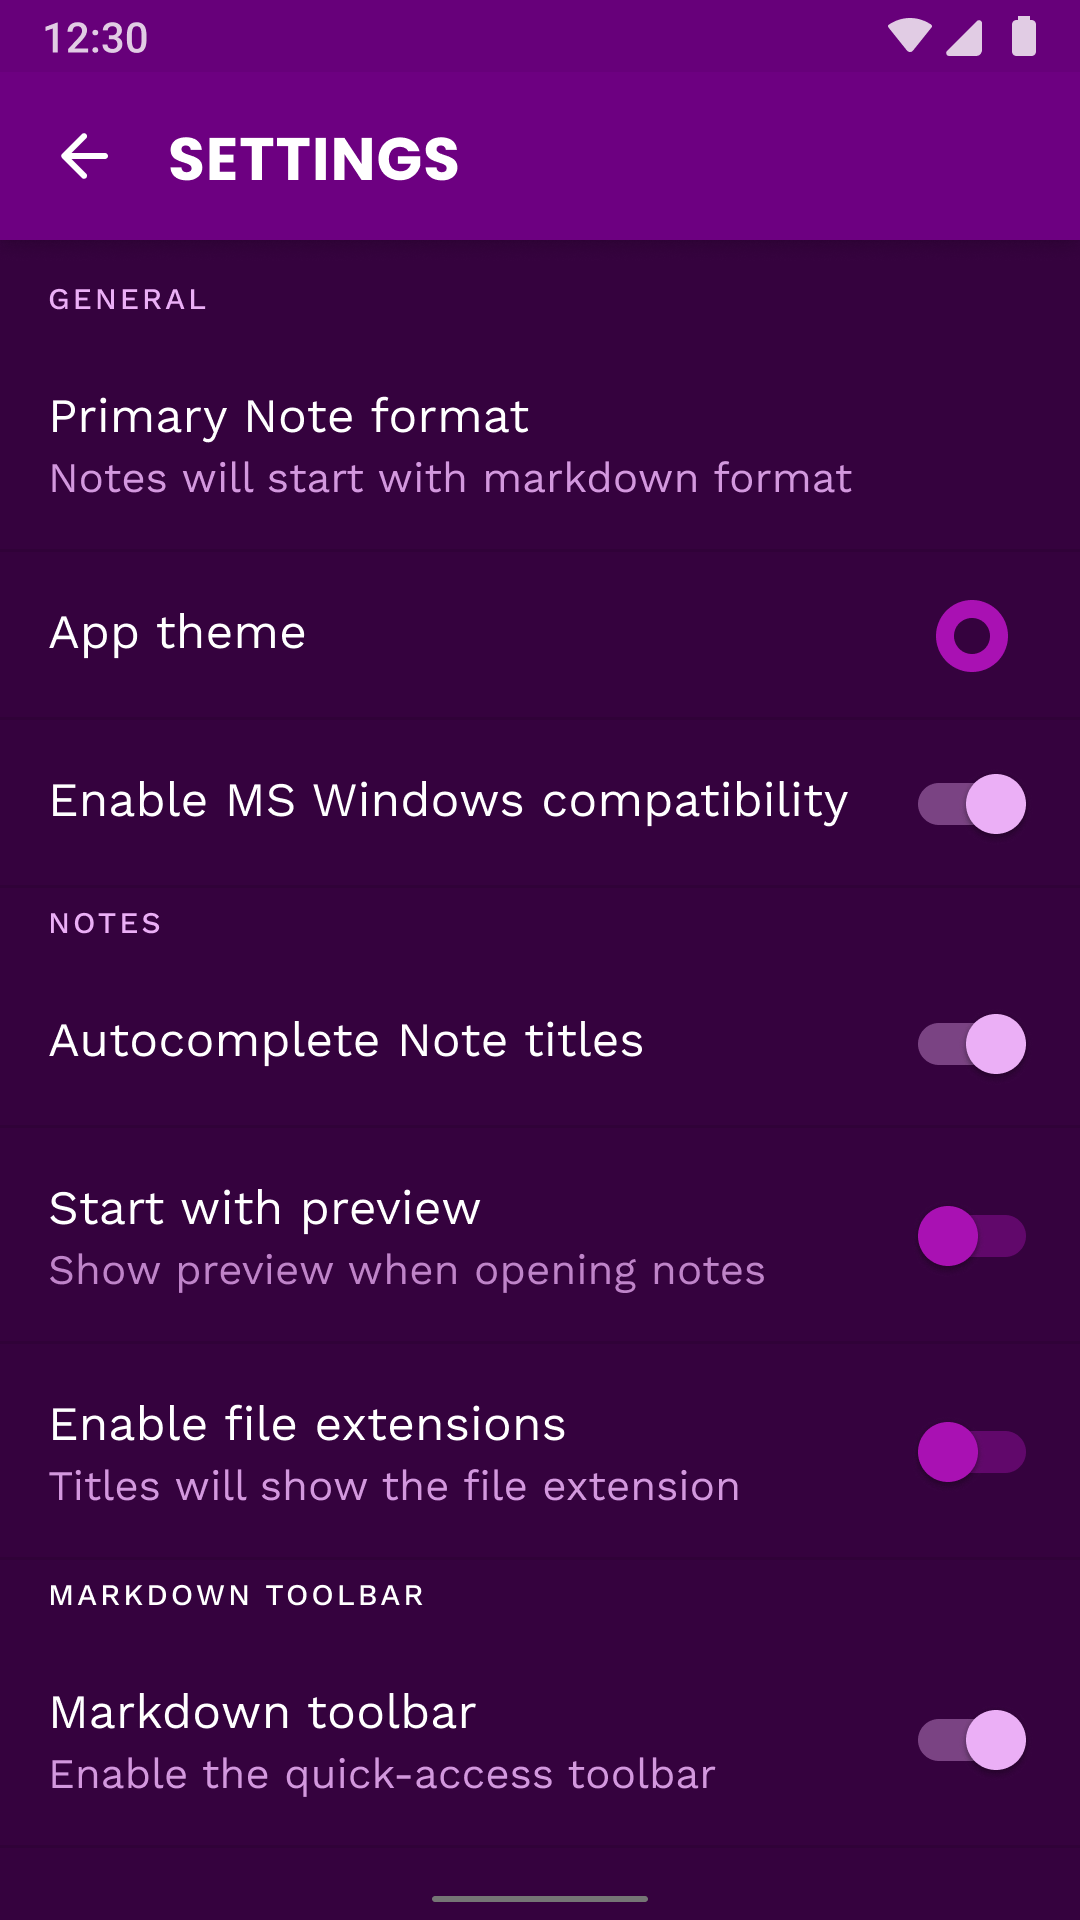 12:30
SETTINGS
GENERAL
Primary Note format
Notes will start with markdown format
App theme
Enable MS Windows compatibility
NOTES
Autocomplete Note titles
Start with preview
Show preview when opening notes
Enable file extensions
Titles will show the file extension
MARKDOWN TOOLBAR
Markdown toolbar
Enable the quick-access toolbar